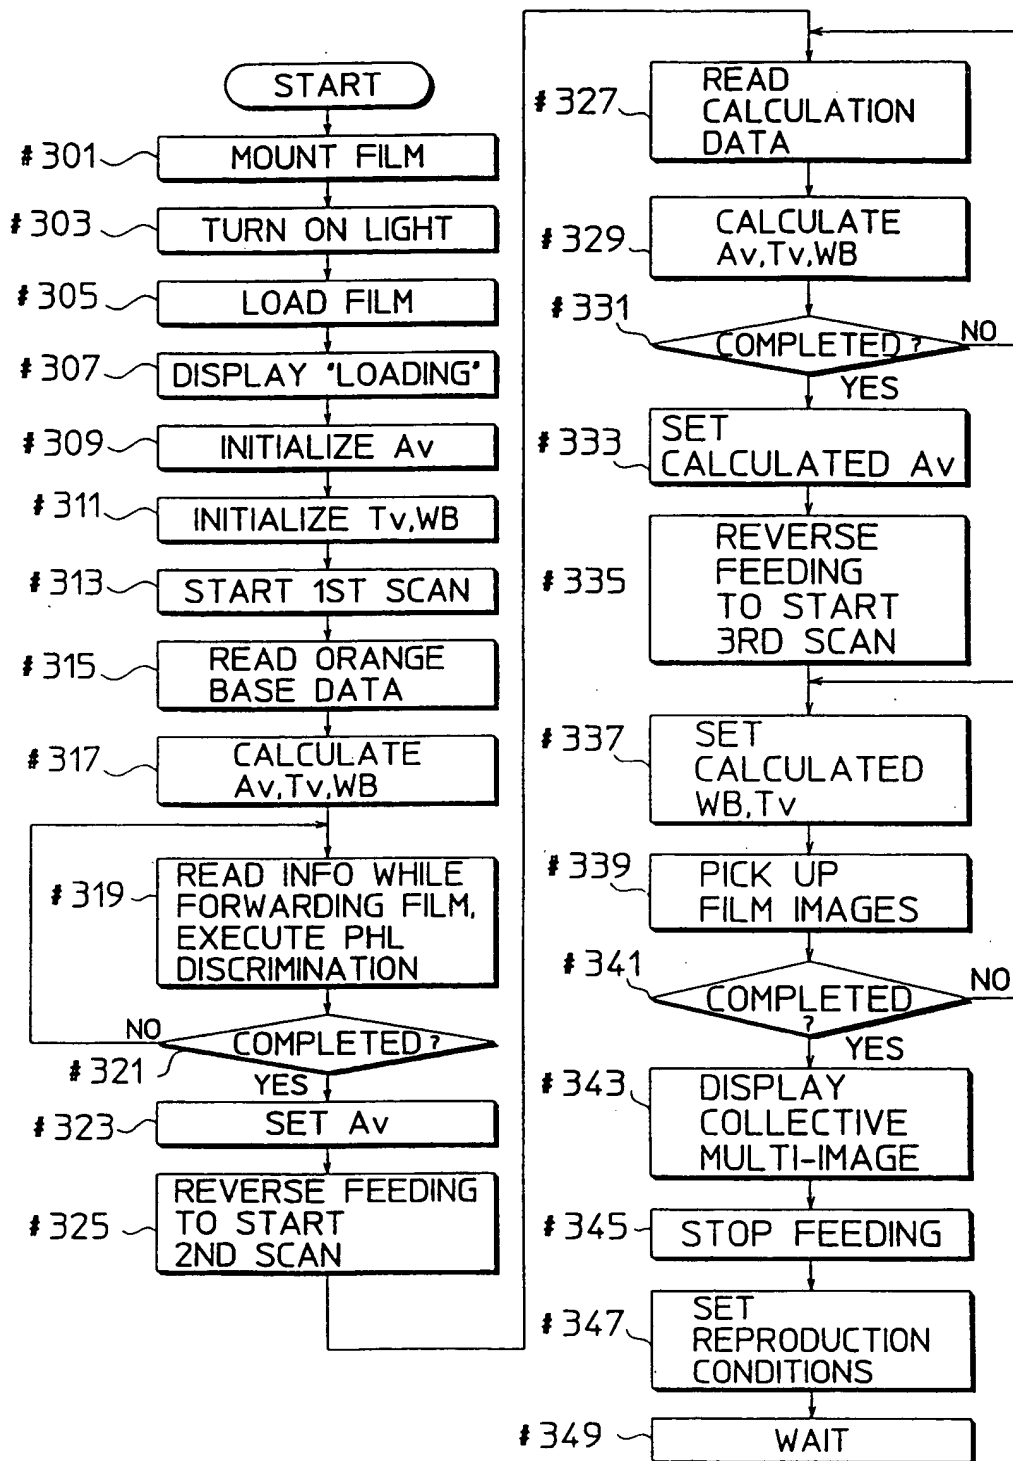 START
#301
MOUNT FILM
#303
TURN ON LIGHT
#305
LOAD FILM
#307
DISPLAY "LOADING"
#309
INITIALIZE Av
#311
INITIALIZE Tv,WB
#313
START 1ST SCAN
#315
READ ORANGE
BASE DATA
#317
CALCULATE
Av,Tv,WB
#319
READ INFO WHILE
FORWARDING FILM,
EXECUTE PHL
DISCRIMINATION
NO
COMPLETED ?
#321
YES
#323
SET Av
#325
REVERSE FEEDING
TO START
2ND SCAN
#327
READ
CALCULATION
DATA
#329
CALCULATE
Av,Tv,WB
#331
COMPLETED ?
NO
YES
#333
SET
CALCULATED Av
#335
REVERSE
FEEDING
TO START
3RD SCAN
#337
SET
CALCULATED
WB,Tv
#339
PICK UP
FILM IMAGES
#341
COMPLETED
?
NO
YES
#343
DISPLAY
COLLECTIVE
MULTI-IMAGE
#345
STOP FEEDING
#347
SET
REPRODUCTION
CONDITIONS
#349
WAIT